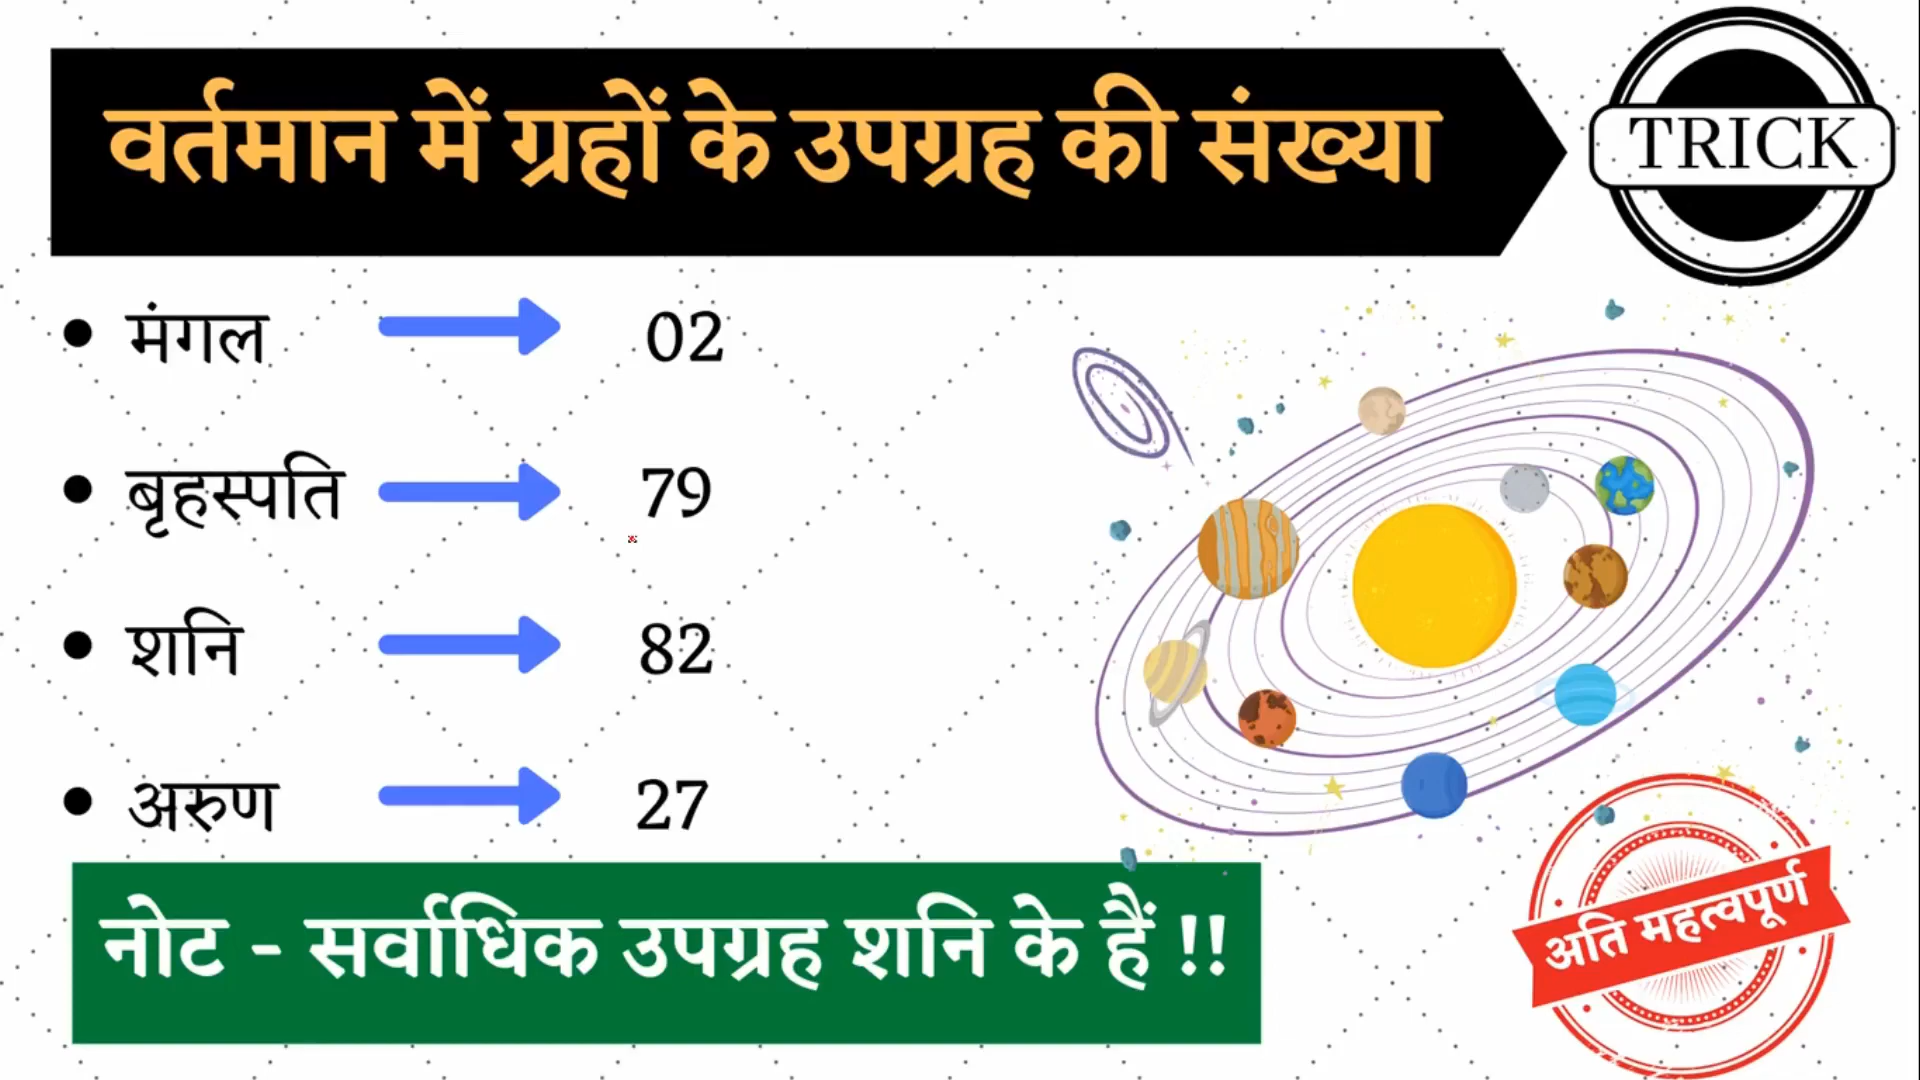 वर्तमान में ग्रहों के उपग्रह की संख्या
TRICK
• मंगल 02
• बृहस्पति 79
• शनि 82
• अरुण 27
नोट - सर्वाधिक उपग्रह शनि के हैं !!
अति महत्वपूर्ण